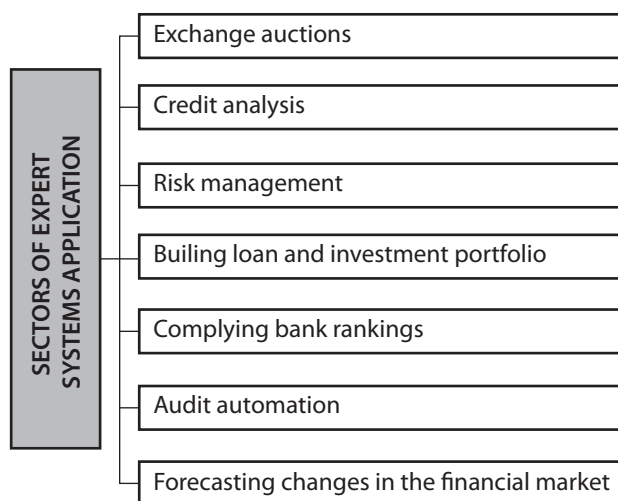 SECTORS OF EXPERT
SYSTEMS APPLICATION
Exchange auctions
Credit analysis
Risk management
Builing loan and investment portfolio
Complying bank rankings
Audit automation
Forecasting changes in the financial market